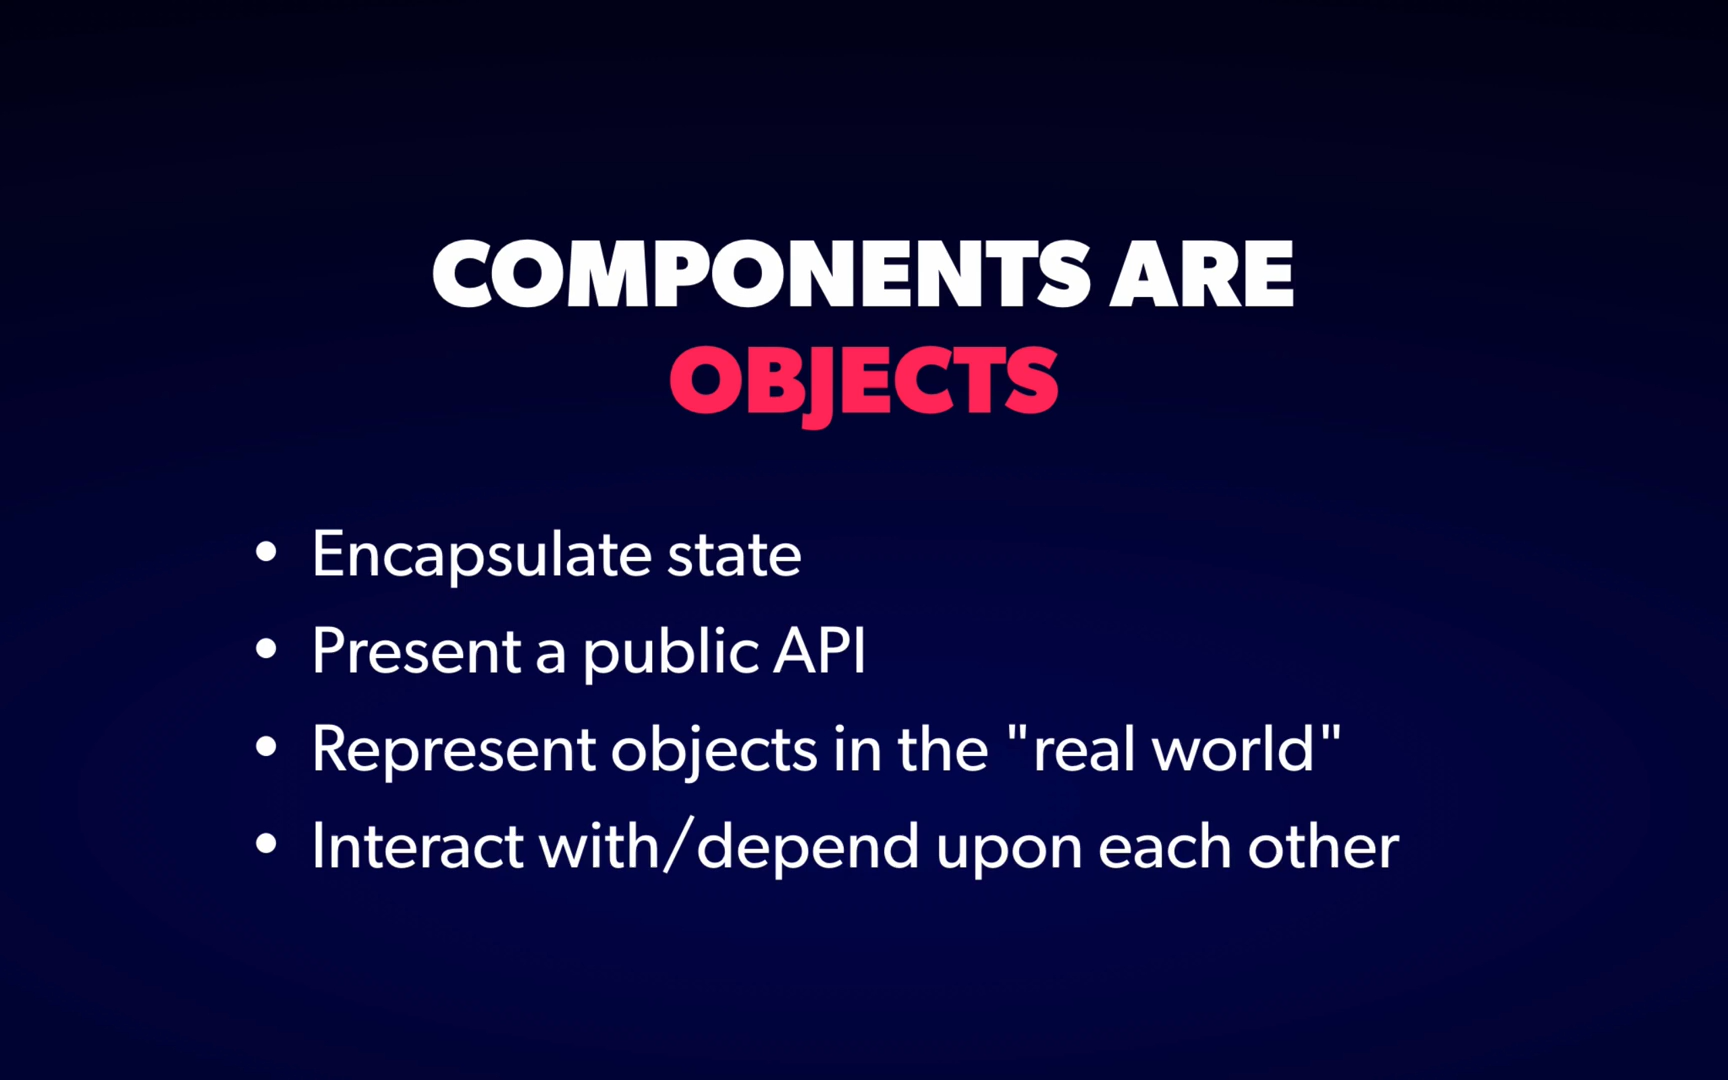 COMPONENTS ARE
OBJECTS
• Encapsulate state
• Present a public API
• Represent objects in the "real world"
• Interact with/depend upon each other